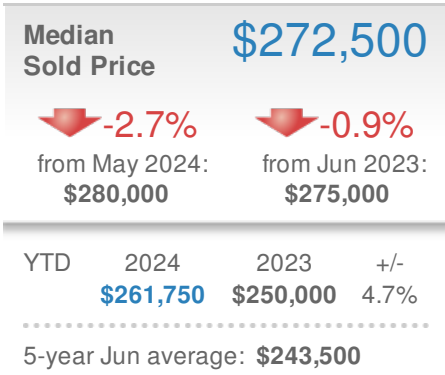 Median
Sold Price
$272,500
-2.7% -0.9%
from May 2024: from Jun 2023:
$280,000 $275,000
YTD 2024 2023 +/-
$261,750 $250,000 4.7%
5-year Jun average: $243,500